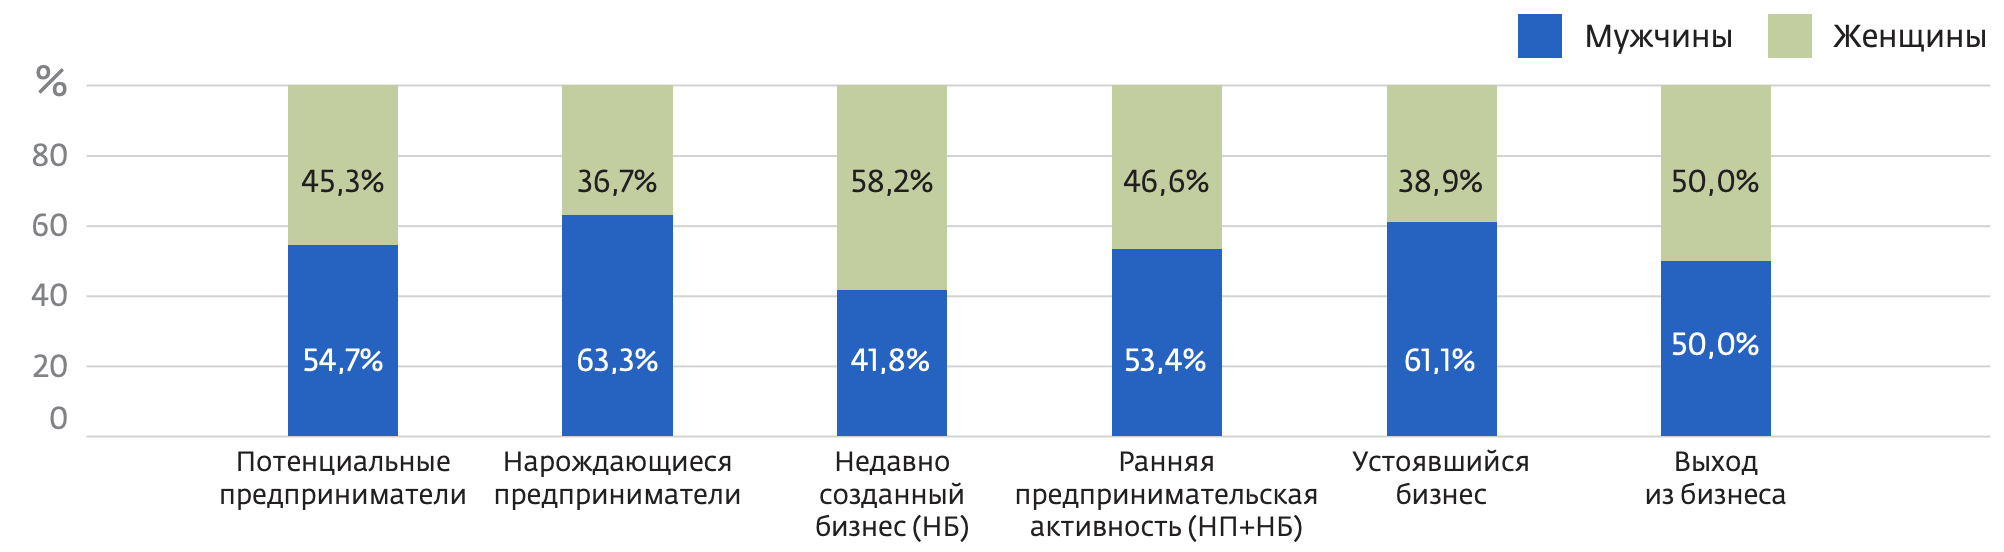 Мужчины Женщины
%
80
60
40
20
0
45,3% 36,7% 58,2% 46,6% 38,9% 50,0%
54,7% 63,3% 41,8% 53,4% 61,1% 50,0%
Потенциальные
предприниматели
Нарождающиеся
предприниматели
Недавно
созданный
бизнес (НБ)
Ранняя
предпринимательская
активность (НП+НБ)
Устоявшийся
бизнес
Выход
из бизнеса